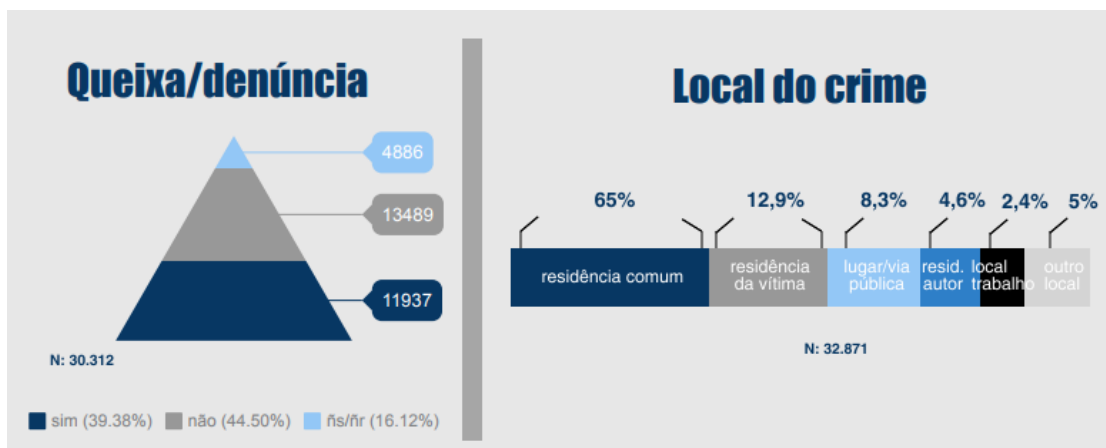 Queixa/denúncia
4886
13489
11937
N: 30.312
sim (39.38%) não (44.50%) ñs/ñr (16.12%)
Local do crime
65% 12,9% 8,3% 4,6% 2,4% 5%
residência comum
residência
da vítima
lugar/via
pública
resid.
autor
local
trabalho
outro
local
N: 32.871